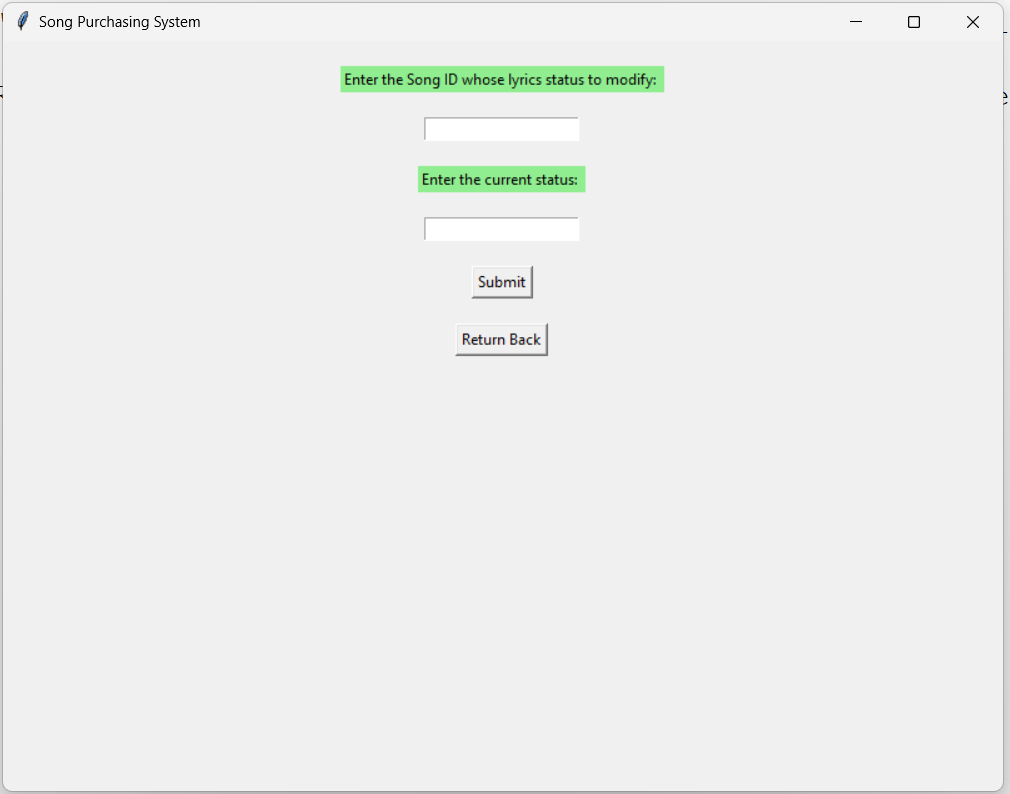 Song Purchasing System
Enter the Song ID whose lyrics status to modify:
Enter the current status:
Submit
Return Back